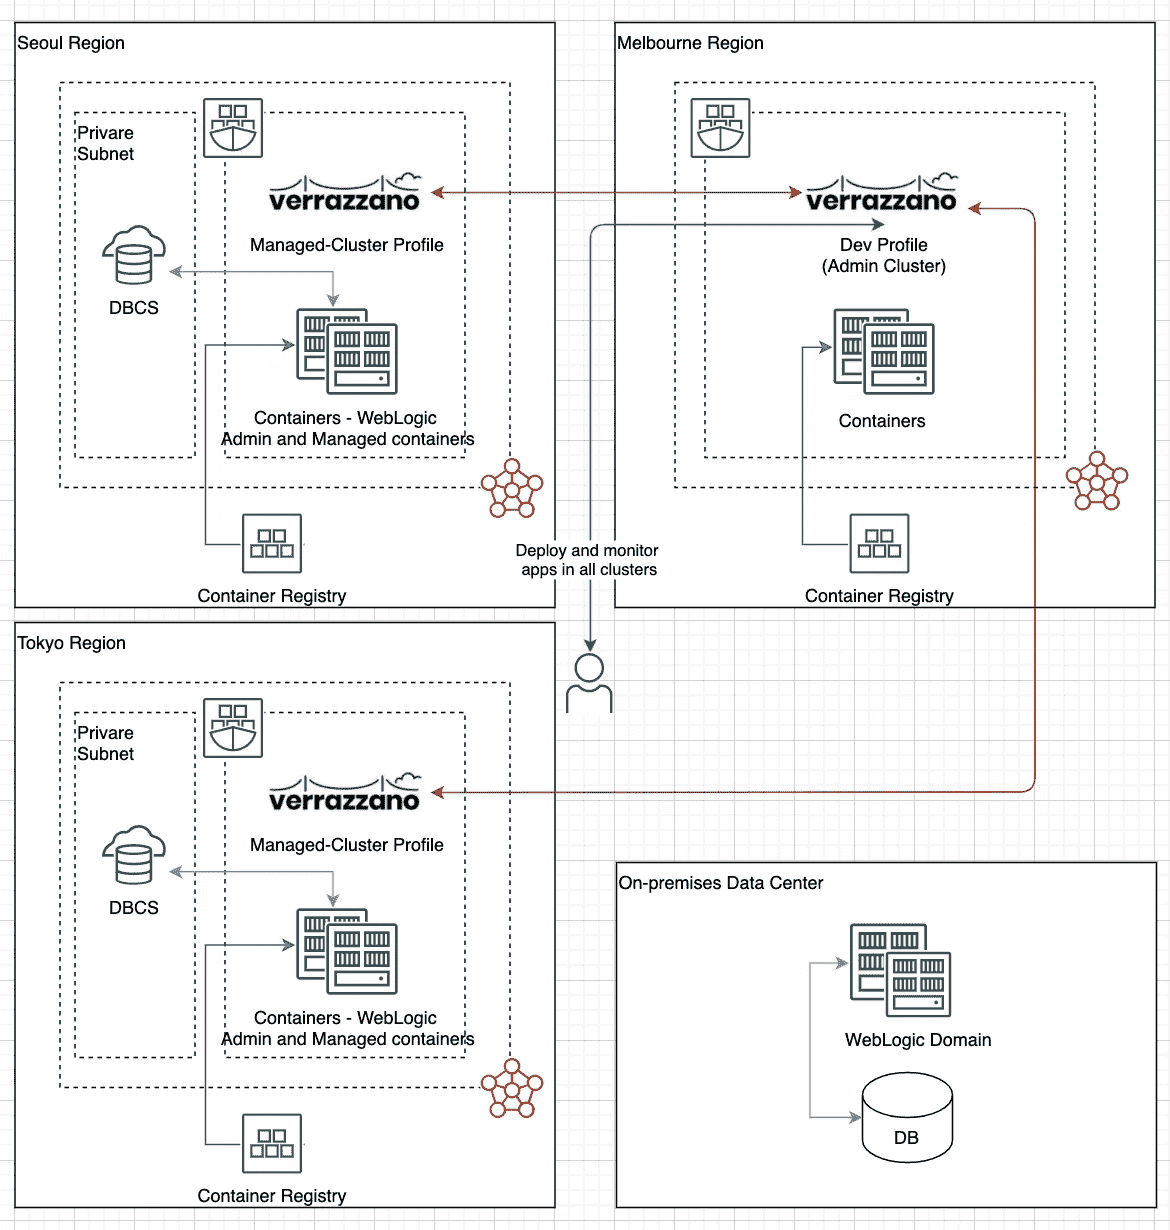 Seoul Region
Privare
Subnet
verrazzano
Managed-Cluster Profile
DBCS
Containers - WebLogic
Admin and Managed containers
Container Registry
Melbourne Region
verrazzano
Dev Profile
(Admin Cluster)
Containers
Container Registry
Deploy and monitor
apps in all clusters
Tokyo Region
Privare
Subnet
verrazzano
Managed-Cluster Profile
DBCS
Containers - WebLogic
Admin and Managed containers
Container Registry
On-premises Data Center
WebLogic Domain
DB